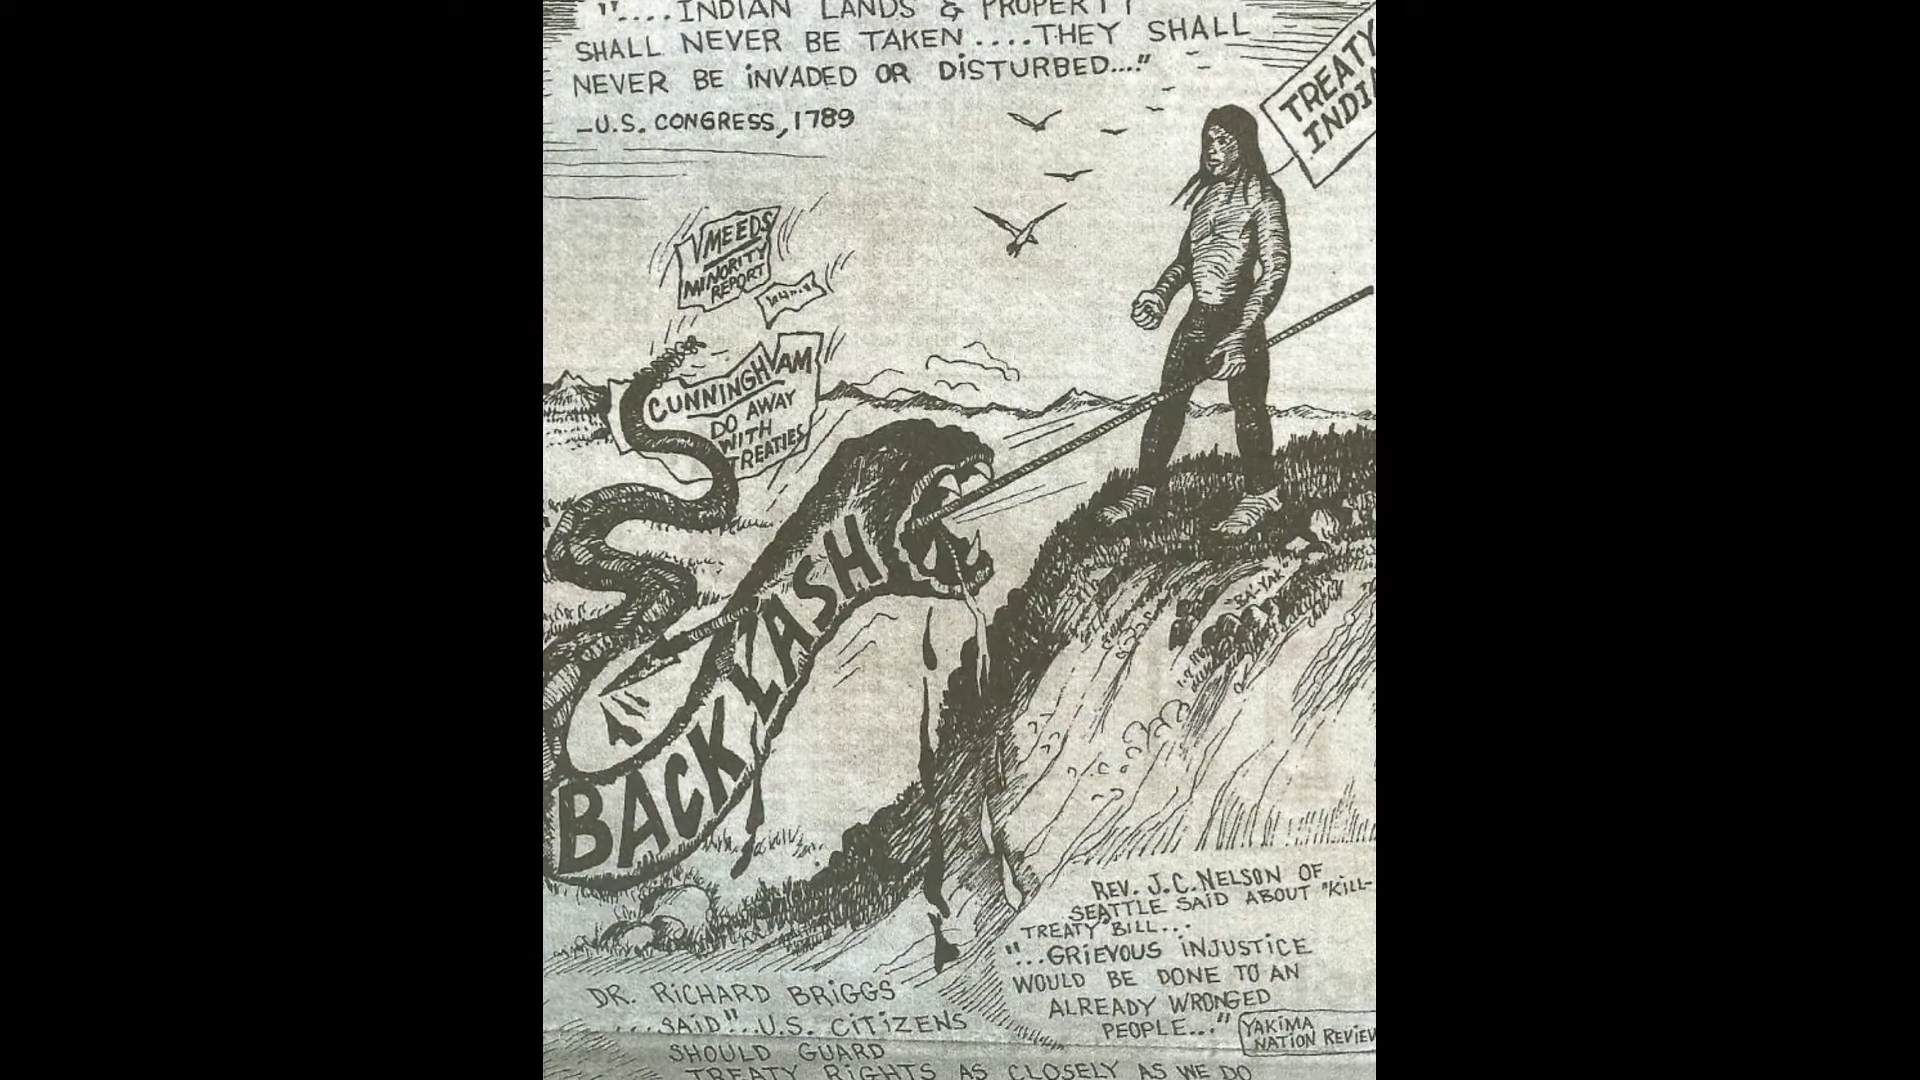 "....INDIAN LANDS & PROPERTY
SHALL NEVER BE TAKEN....THEY SHALL
NEVER BE INVADED OR DISTURBED...."
-U.S. CONGRESS, 1789
TREATY
MEEDS
MINORITY
REPORT
CUNNINGHAM
DO AWAY
WITH
TREATIES
BACKLASH
REV. J.C. NELSON OF
SEATTLE SAID ABOUT "KILL-
TREATY" BILL...
"...GRIEVOUS INJUSTICE
WOULD BE DONE TO AN
ALREADY WRONGED
PEOPLE..."
YAKIMA
NATION REVIEW
DR. RICHARD BRIGGS
....SAID"..U.S. CITIZENS
SHOULD GUARD
TREATY RIGHTS AS CLOSELY AS WE DO